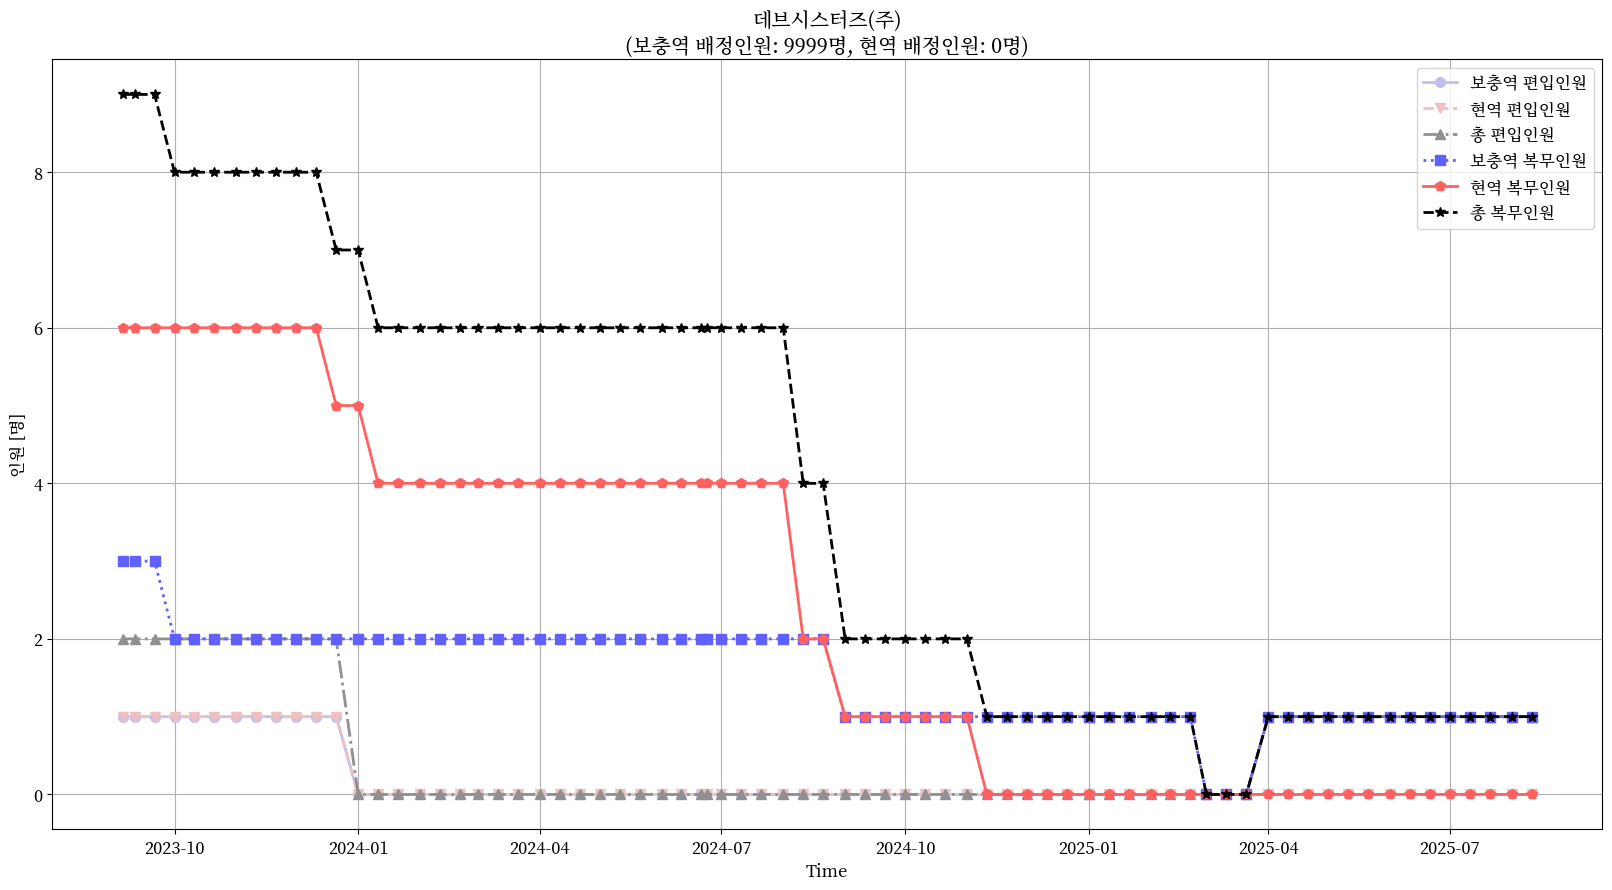 데브시스터즈(주)
(보충역 배정인원: 9999명, 현역 배정인원: 0명)
보충역 편입인원
현역 편입인원
총 편입인원
보충역 복무인원
현역 복무인원
총 복무인원
인원 [명]
8
6
4
2
0
2023-10
2024-01
2024-04
2024-07
2024-10
2025-01
2025-04
2025-07
Time